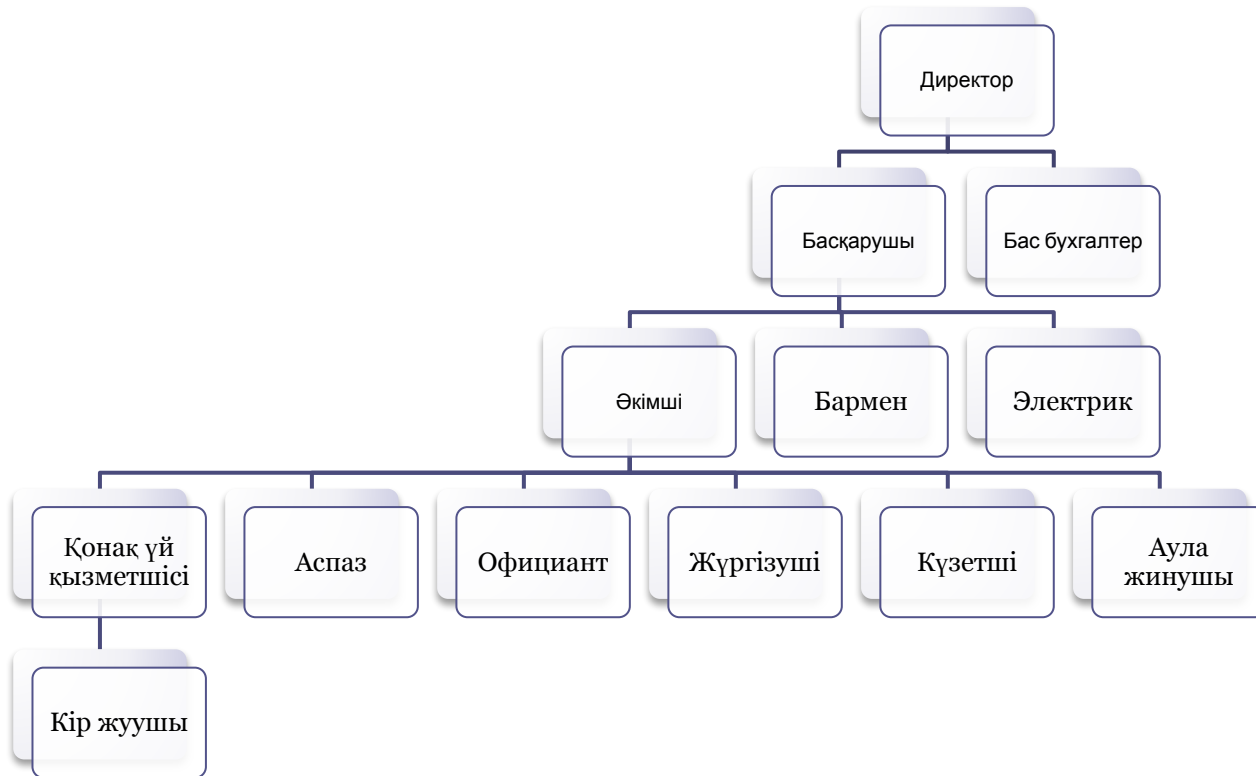 Директор
Басқарушы
Бас бухгалтер
Әкімші
Бармен
Электрик
Қонақ үй
қызметшісі
Аспаз
Официант
Жүргізуші
Күзетші
Аула
жинушы
Кір жуушы